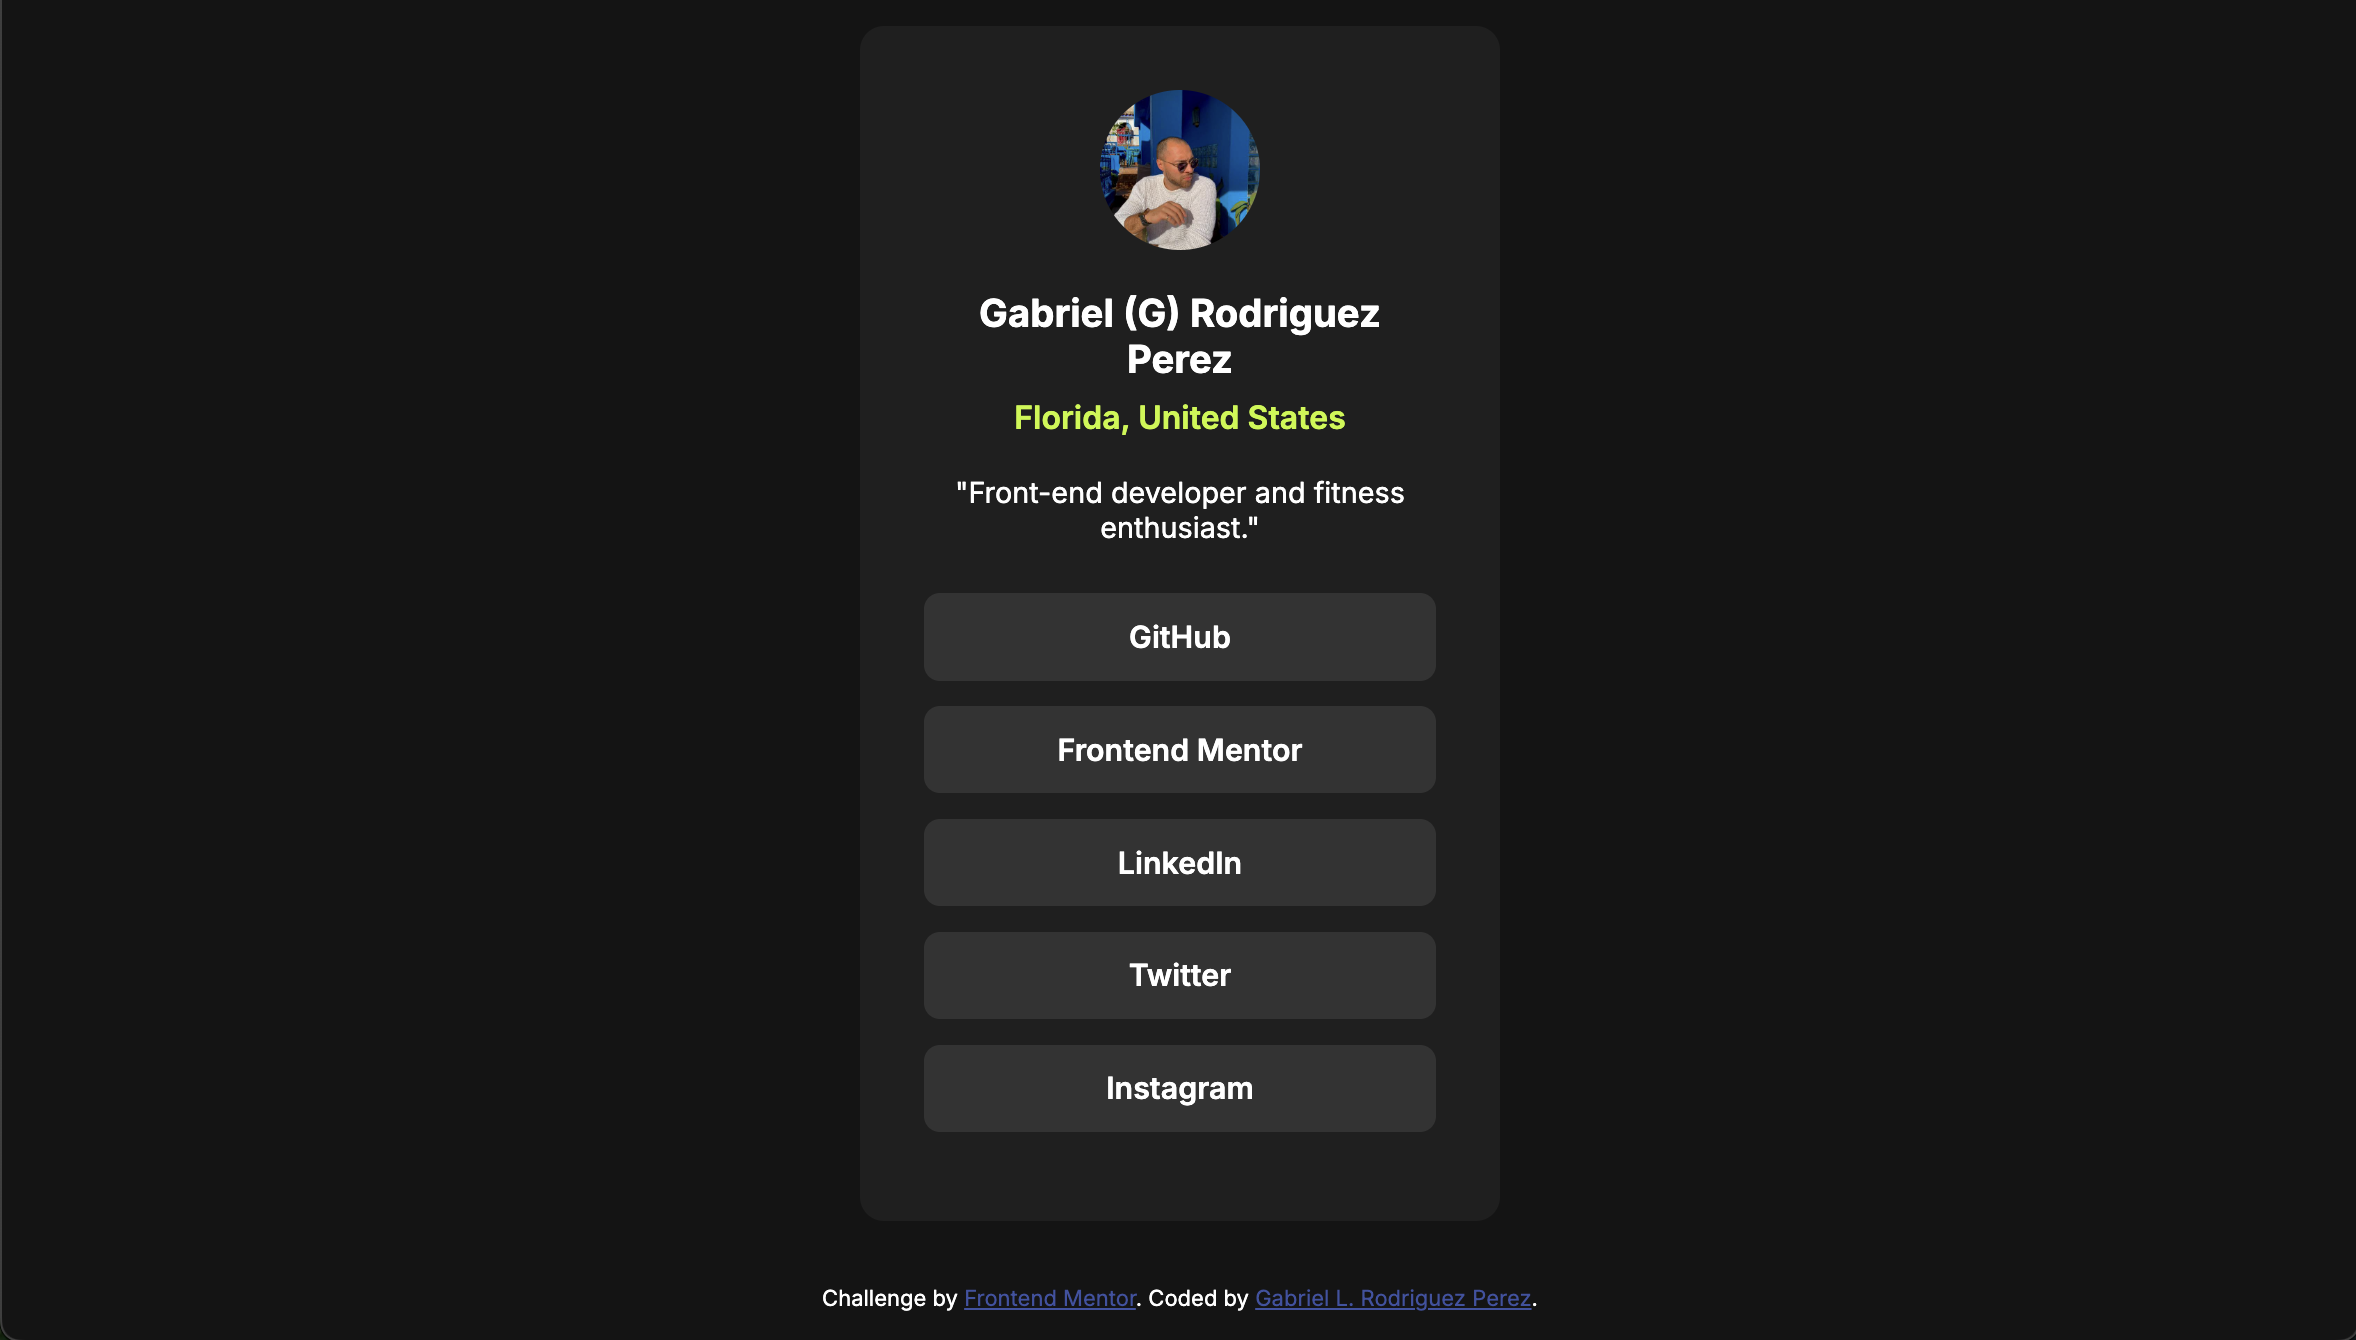 Gabriel (G) Rodriguez
Perez
Florida, United States
"Front-end developer and fitness
enthusiast."
GitHub
Frontend Mentor
LinkedIn
Twitter
Instagram
Challenge by Frontend Mentor. Coded by Gabriel L. Rodriguez Perez.